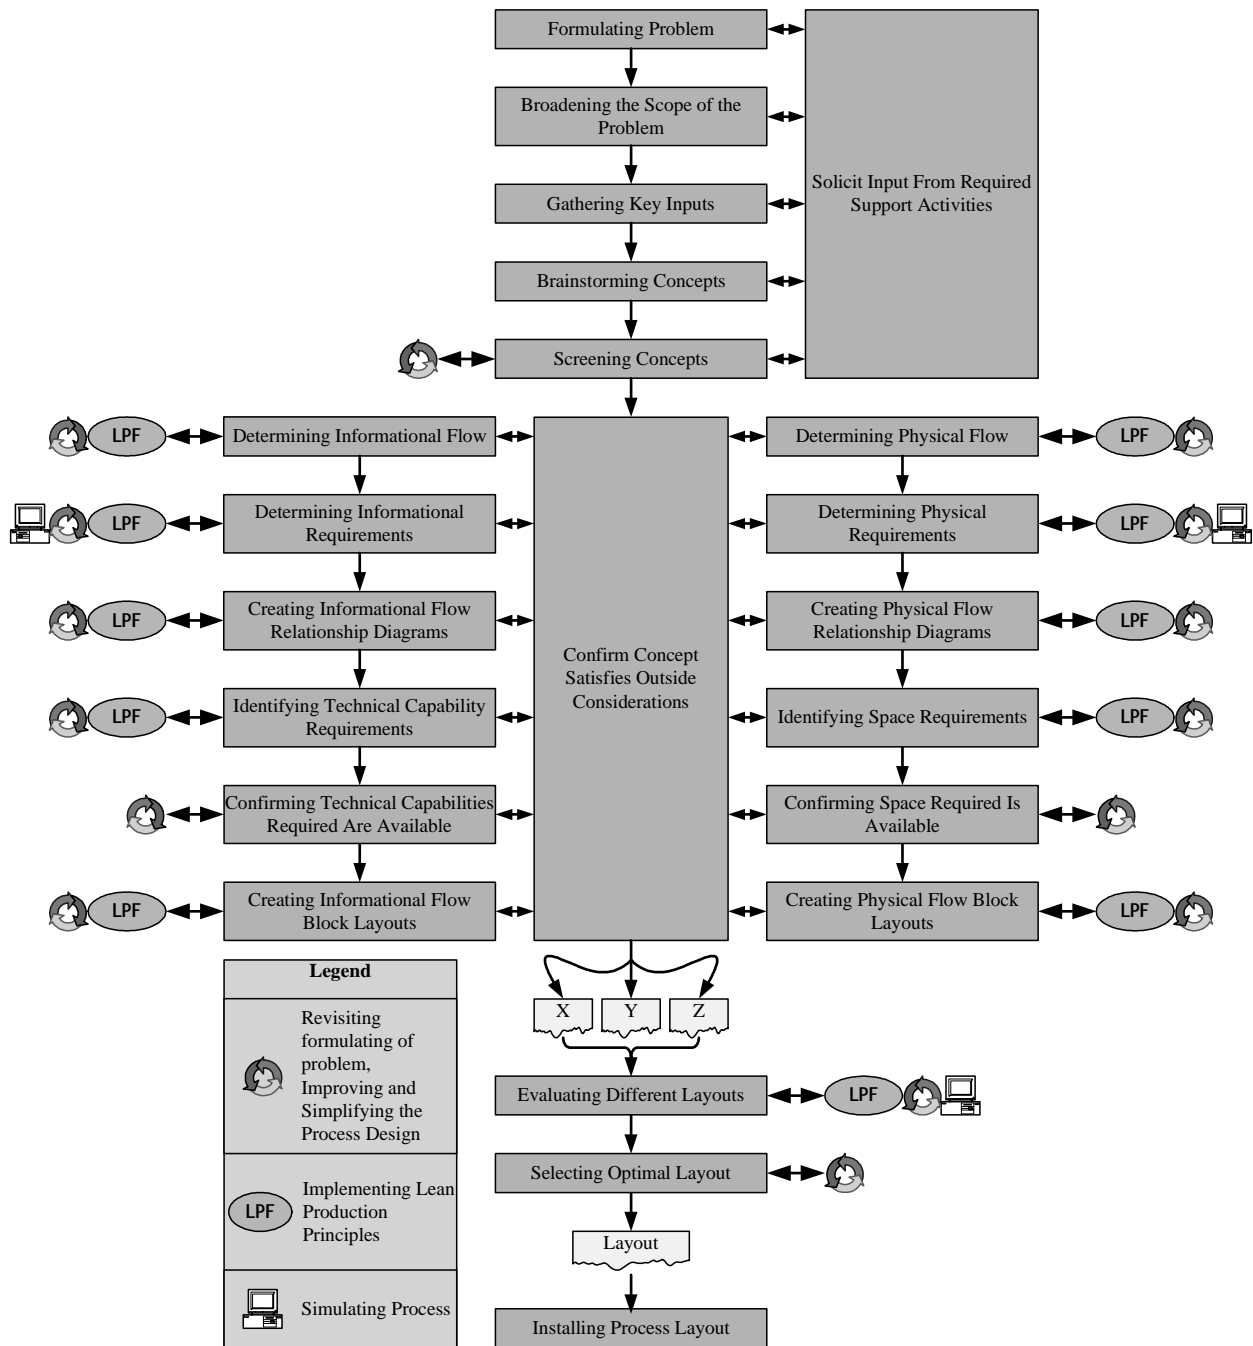 Formulating Problem
Broadening the Scope of the
Problem
Gathering Key Inputs
Brainstorming Concepts
Screening Concepts
Solicit Input From Required
Support Activities
LPF
Determining Informational Flow
Determining Physical Flow
LPF
LPF
Determining Informational
Requirements
Determining Physical
Requirements
LPF
LPF
Creating Informational Flow
Relationship Diagrams
Creating Physical Flow
Relationship Diagrams
LPF
Confirm Concept
Satisfies Outside
Considerations
LPF
Identifying Technical Capability
Requirements
Identifying Space Requirements
LPF
Confirming Technical Capabilities
Required Are Available
Confirming Space Required Is
Available
LPF
Creating Informational Flow
Block Layouts
Creating Physical Flow Block
Layouts
LPF
X
Y
Z
Evaluating Different Layouts
LPF
Selecting Optimal Layout
Layout
Installing Process Layout
Legend
Revisiting
formulating of
problem,
Improving and
Simplifying the
Process Design
LPF
Implementing Lean
Production
Principles
Simulating Process